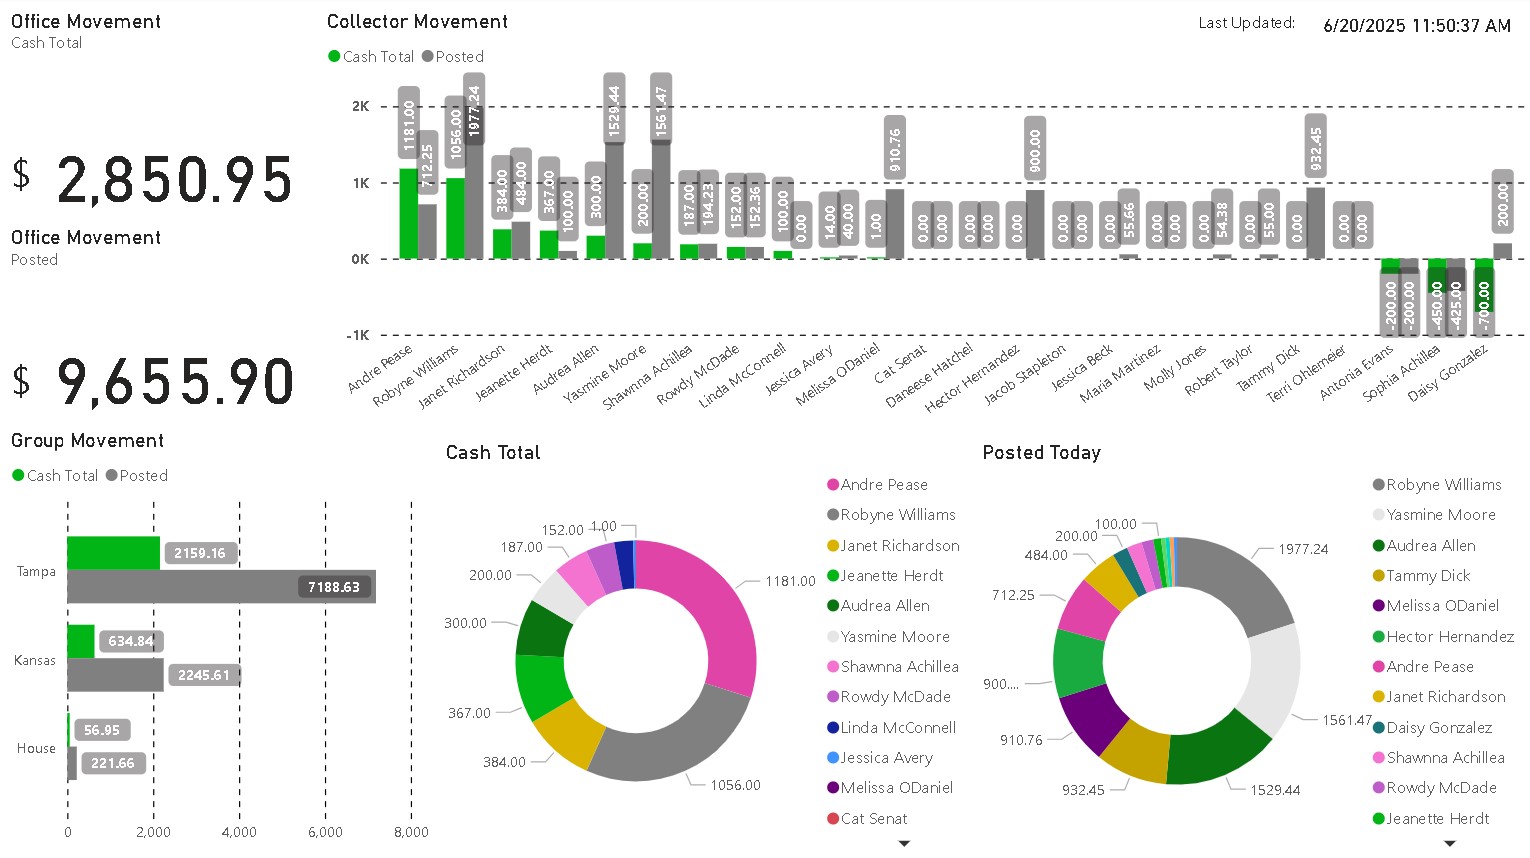 Office Movement
Cash Total
$ 2,850.95
Office Movement
Posted
$ 9,655.90
Collector Movement
Last Updated: 6/20/2025 11:50:37 AM
Cash Total Posted
2K
1K
0K
-1K
1181.00 712.25 1056.00 1977.24 384.00 484.00 367.00 100.00 300.00 1529.44 200.00 1561.47 187.00 194.23 152.00 152.36 100.00 0.00 14.00 40.00 1.00 910.76 0.00 0.00 0.00 0.00 0.00 900.00 0.00 0.00 0.00 55.66 0.00 0.00 0.00 54.38 0.00 55.00 0.00 932.45 0.00 0.00 -200.00 -200.00 -450.00 -425.00 -700.00 200.00
Andre Pease
Robyne Williams
Janet Richardson
Jeanette Herdt
Audrea Allen
Yasmine Moore
Shawnna Achillea
Rowdy McDade
Linda McConnell
Jessica Avery
Melissa ODaniel
Cat Senat
Daneese Hatchel
Hector Hernandez
Jacob Stapleton
Jessica Beck
Maria Martinez
Molly Jones
Robert Taylor
Tammy Dick
Terri Ohlemeier
Antonia Evans
Sophia Achillea
Daisy Gonzalez
Group Movement
Cash Total Posted
Tampa
2159.16
7188.63
Kansas
634.84
2245.61
House
56.95
221.66
0 2,000 4,000 6,000 8,000
Cash Total
1181.00
1056.00
384.00
367.00
300.00
200.00
187.00
152.00
1.00
Andre Pease
Robyne Williams
Janet Richardson
Jeanette Herdt
Audrea Allen
Yasmine Moore
Shawnna Achillea
Rowdy McDade
Linda McConnell
Jessica Avery
Melissa ODaniel
Cat Senat
Posted Today
1977.24
1561.47
1529.44
932.45
910.76
900....
712.25
484.00
200.00
100.00
Robyne Williams
Yasmine Moore
Audrea Allen
Tammy Dick
Melissa ODaniel
Hector Hernandez
Andre Pease
Janet Richardson
Daisy Gonzalez
Shawnna Achillea
Rowdy McDade
Jeanette Herdt